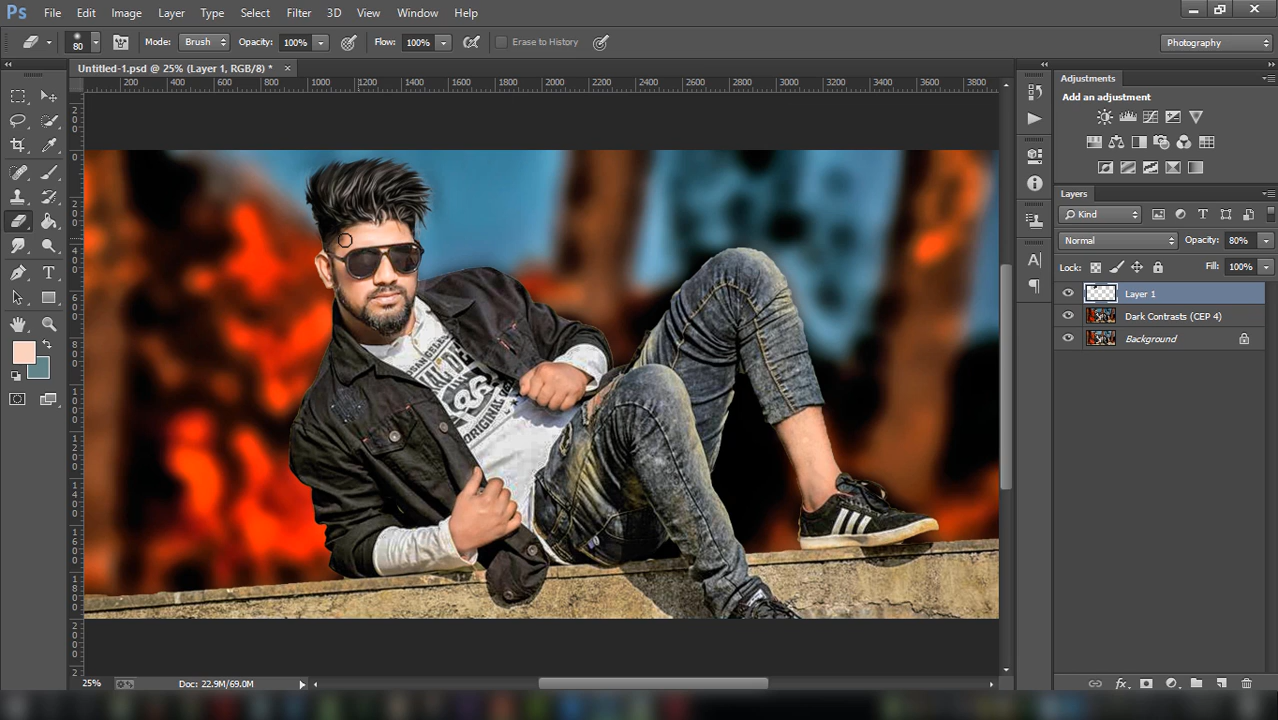 Ps File Edit Image Layer Type Select Filter 3D View Window Help
80 Mode: Brush Opacity: 100% Flow: 100% Erase to History Photography
Untitled-1.psd @ 25% (Layer 1, RGB/8) * ×
200 400 600 800 1000 1200 1400 1600 1800 2000 2200 2400 2600 2800 3000 3200 3400 3600 3800
Adjustments
Add an adjustment
Layers
Kind
Normal Opacity: 80%
Lock: Fill: 100%
Layer 1
Dark Contrasts (CEP 4)
Background
86
ORIGINAL
25% Doc: 22.9M/69.0M